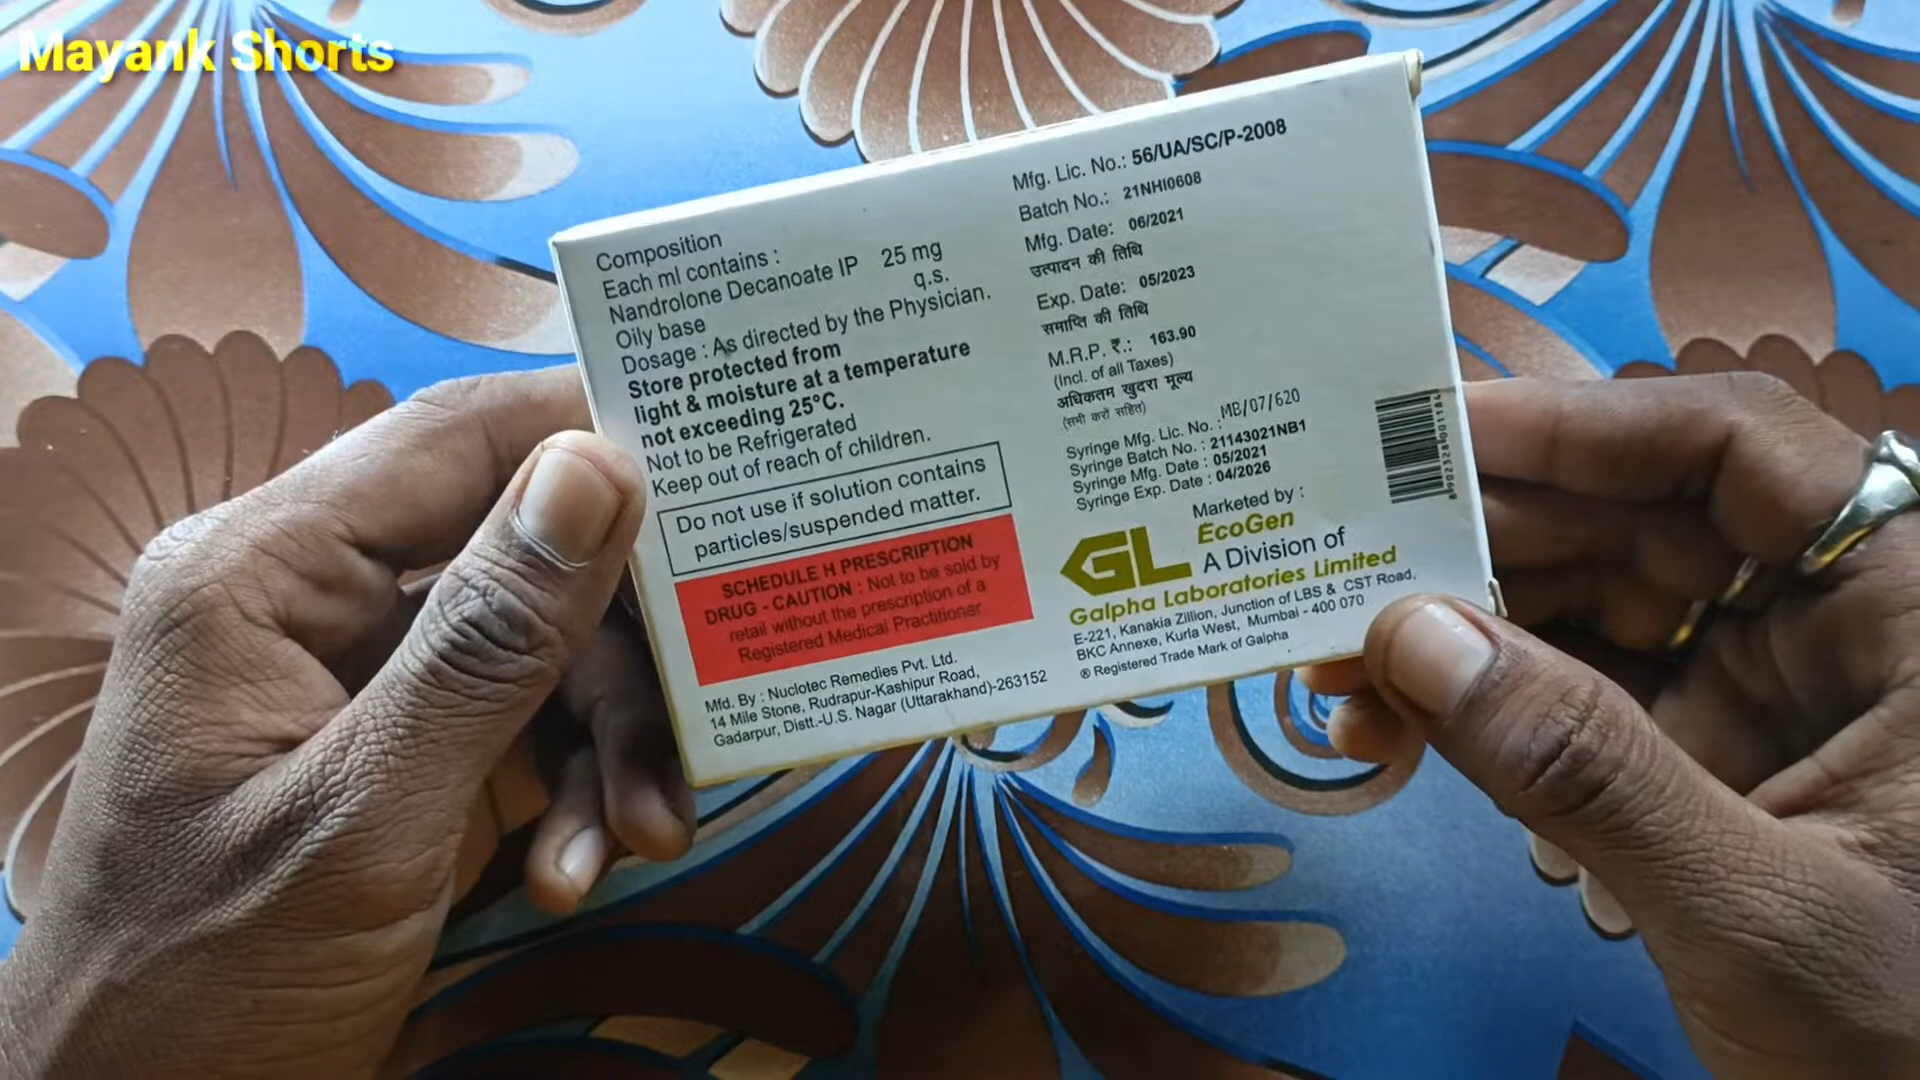 Mayank Shorts
Composition
Each ml contains :
Nandrolone Decanoate IP 25 mg
Oily base q.s.
Dosage : As directed by the Physician.
Store protected from
light & moisture at a temperature
not exceeding 25°C.
Not to be Refrigerated
Keep out of reach of children.
Do not use if solution contains
particles/suspended matter.
SCHEDULE H PRESCRIPTION
DRUG - CAUTION : Not to be sold by
retail without the prescription of a
Registered Medical Practitioner
Mfd. By : Nuclotec Remedies Pvt. Ltd.
14 Mile Stone, Rudrapur-Kashipur Road,
Gadarpur, Distt.-U.S. Nagar (Uttarakhand)-263152
Mfg. Lic. No.: 56/UA/SC/P-2008
Batch No.: 21NHI0608
Mfg. Date: 06/2021
उत्पादन की तिथि
Exp. Date: 05/2023
समाप्ति की तिथि
M.R.P. ₹.: 163.90
(Incl. of all Taxes)
अधिकतम खुदरा मूल्य
(सभी करों सहित)
Syringe Mfg. Lic. No. : MB/07/620
Syringe Batch No. : 21143021NB1
Syringe Mfg. Date : 05/2021
Syringe Exp. Date : 04/2026
Marketed by :
GL EcoGen
A Division of
Galpha Laboratories Limited
E-221, Kanakia Zillion, Junction of LBS & CST Road,
BKC Annexe, Kurla West, Mumbai - 400 070
® Registered Trade Mark of Galpha